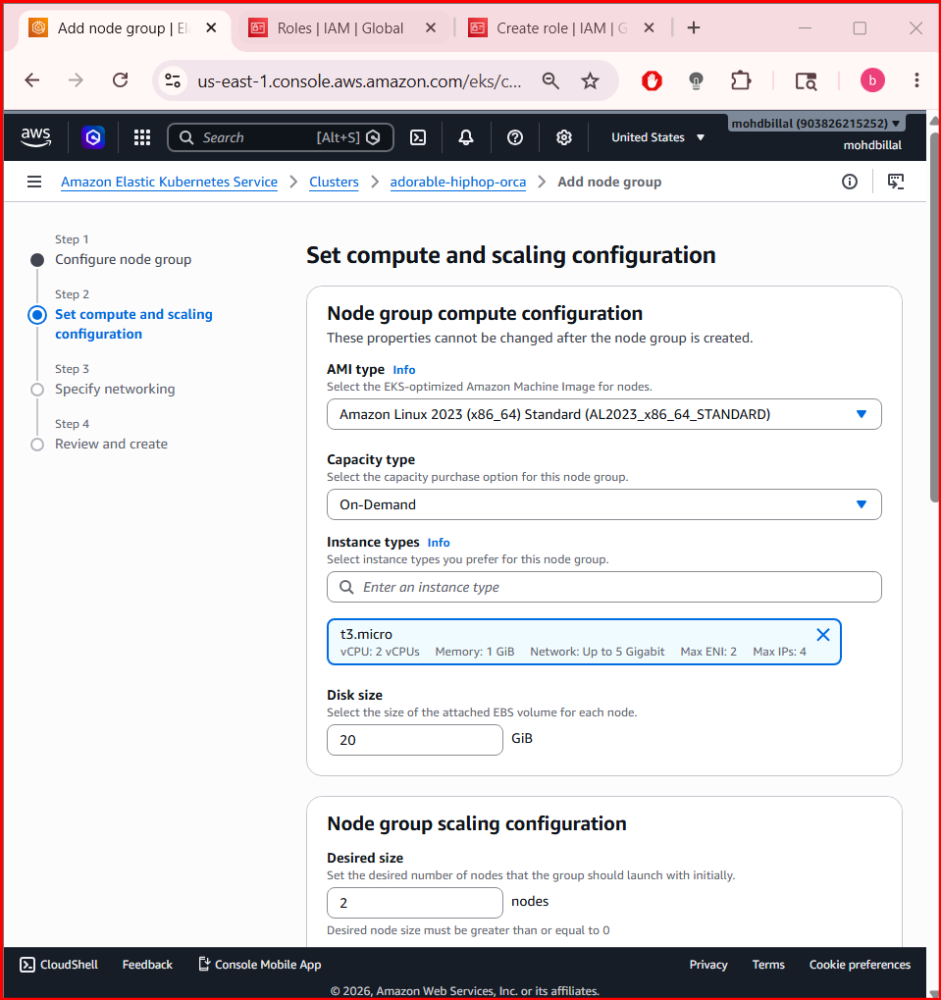 Add node group | El
Roles | IAM | Global
Create role | IAM | G
us-east-1.console.aws.amazon.com/eks/c...
b
aws
Search [Alt+S]
United States
mohdbillal (903826215252)
mohdbillal
Amazon Elastic Kubernetes Service
Clusters
adorable-hiphop-orca
Add node group
Step 1
Configure node group
Step 2
Set compute and scaling
configuration
Step 3
Specify networking
Step 4
Review and create
Set compute and scaling configuration
Node group compute configuration
These properties cannot be changed after the node group is created.
AMI type Info
Select the EKS-optimized Amazon Machine Image for nodes.
Amazon Linux 2023 (x86_64) Standard (AL2023_x86_64_STANDARD)
Capacity type
Select the capacity purchase option for this node group.
On-Demand
Instance types Info
Select instance types you prefer for this node group.
Enter an instance type
t3.micro
vCPU: 2 vCPUs Memory: 1 GiB Network: Up to 5 Gigabit Max ENI: 2 Max IPs: 4
Disk size
Select the size of the attached EBS volume for each node.
20 GiB
Node group scaling configuration
Desired size
Set the desired number of nodes that the group should launch with initially.
2 nodes
Desired node size must be greater than or equal to 0
CloudShell Feedback Console Mobile App Privacy Terms Cookie preferences
© 2026, Amazon Web Services, Inc. or its affiliates.